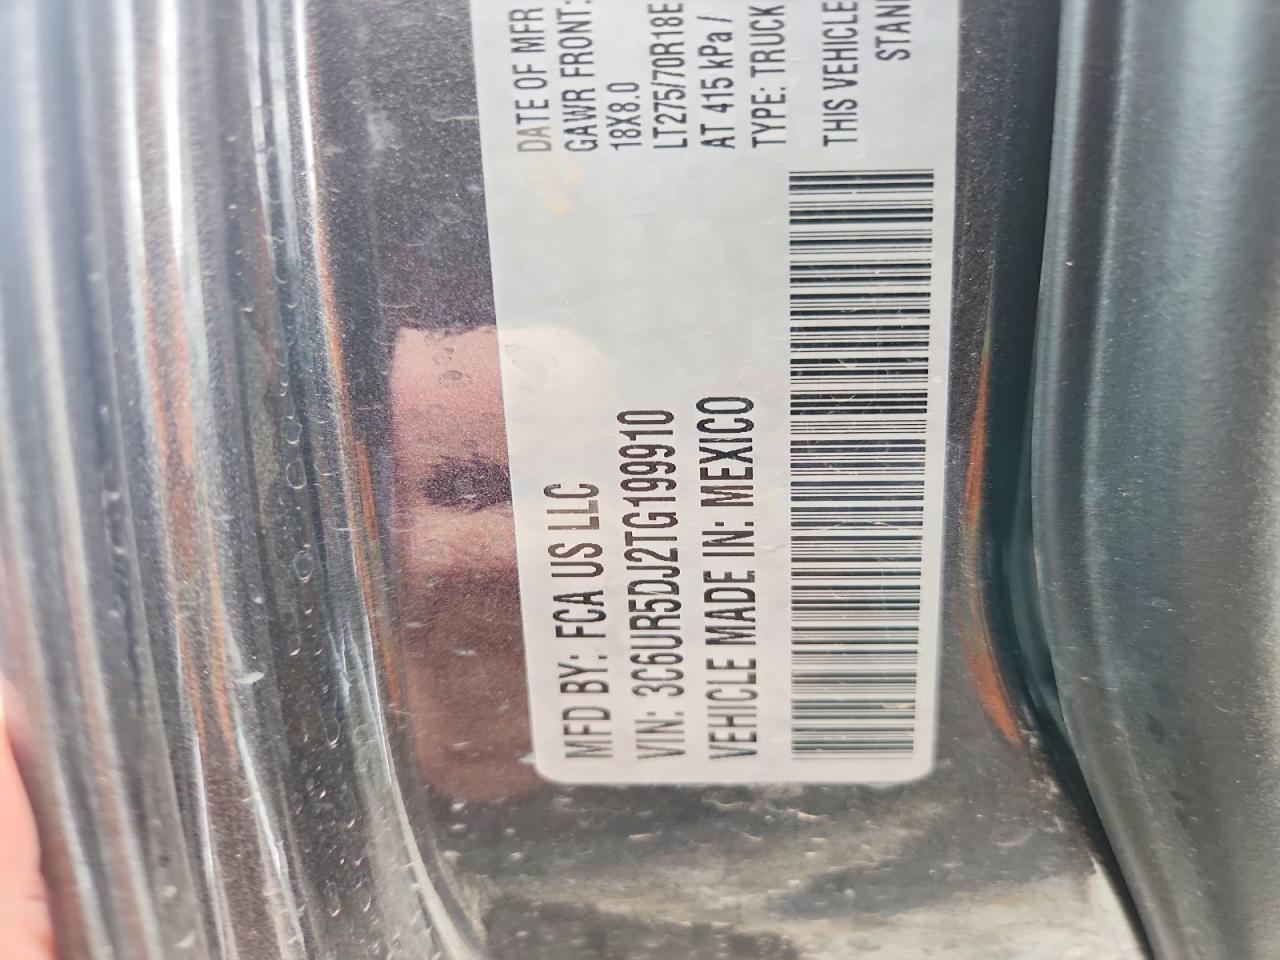 MFD BY: FCA US LLC
VIN: 3C6UR5DJ2TG199910
VEHICLE MADE IN: MEXICO
DATE OF MFR
GAWR FRONT:
18X8.0
LT275/70R18E
AT 415 kPa /
TYPE: TRUCK
THIS VEHICLE
STAN